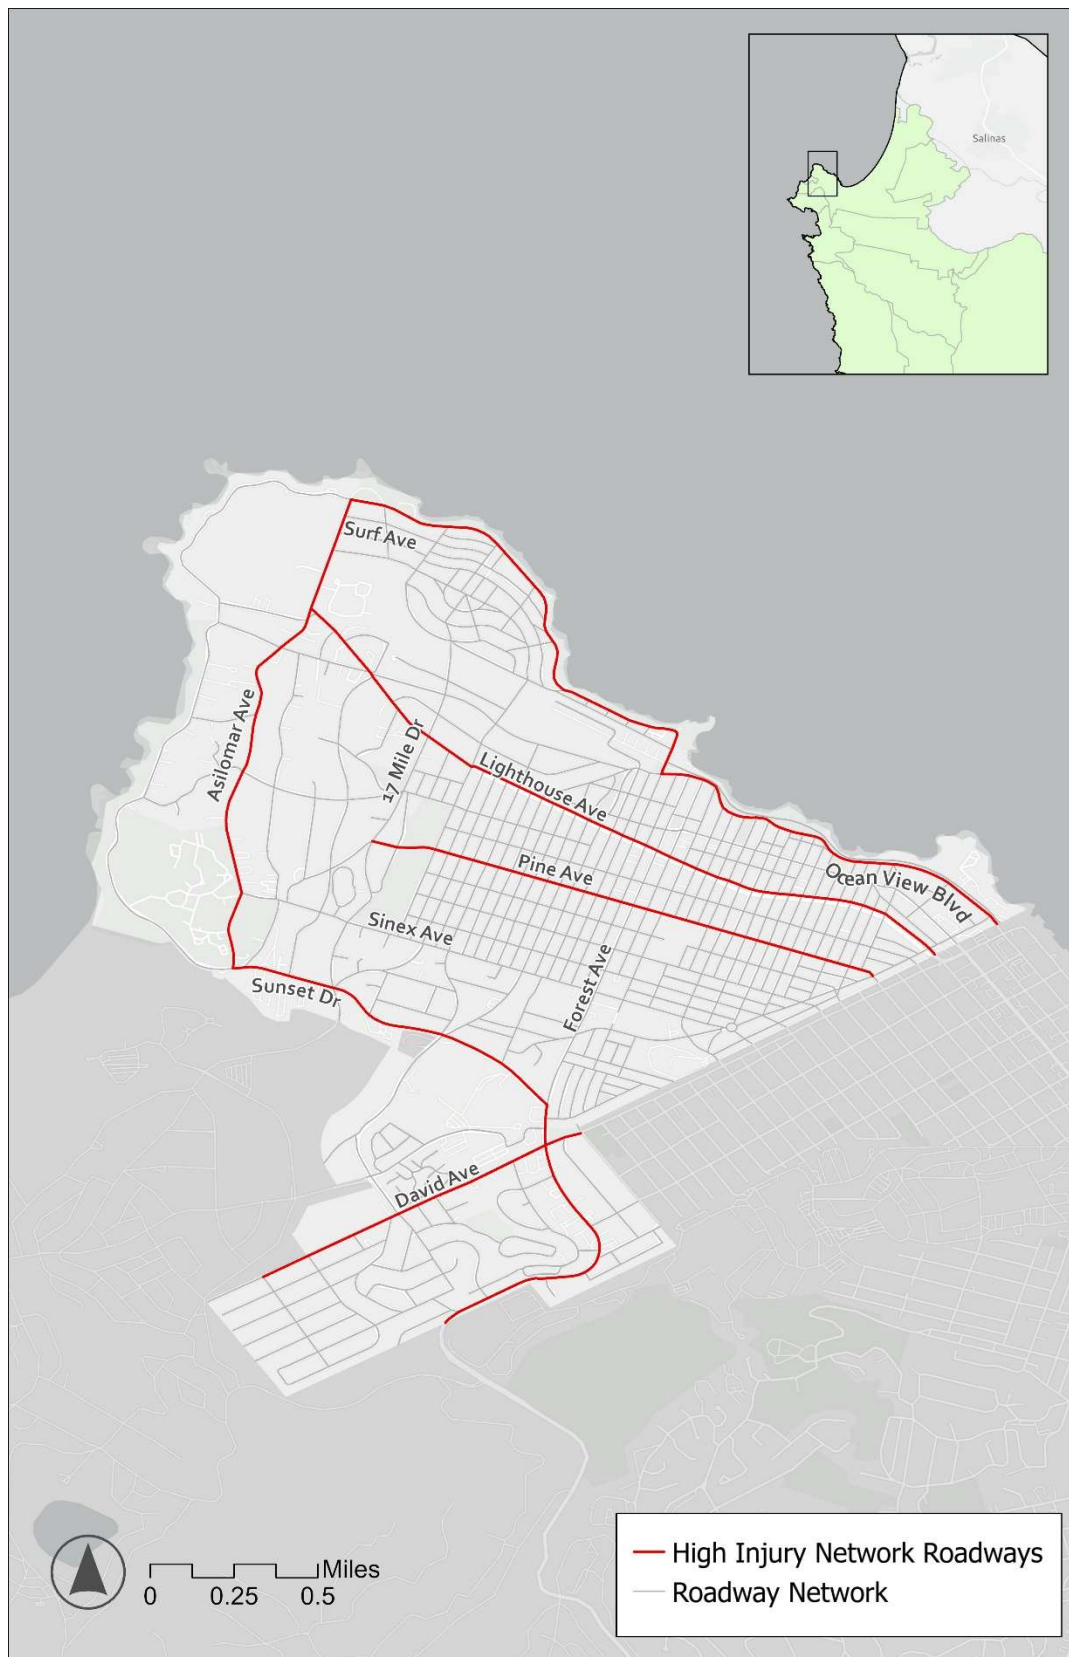 Salinas
Surf Ave
Asilomar Ave
17 Mile Dr
Lighthouse Ave
Pine Ave
Ocean View Blvd
Sinex Ave
Forest Ave
Sunset Dr
David Ave
Miles
0 0.25 0.5
High Injury Network Roadways
Roadway Network